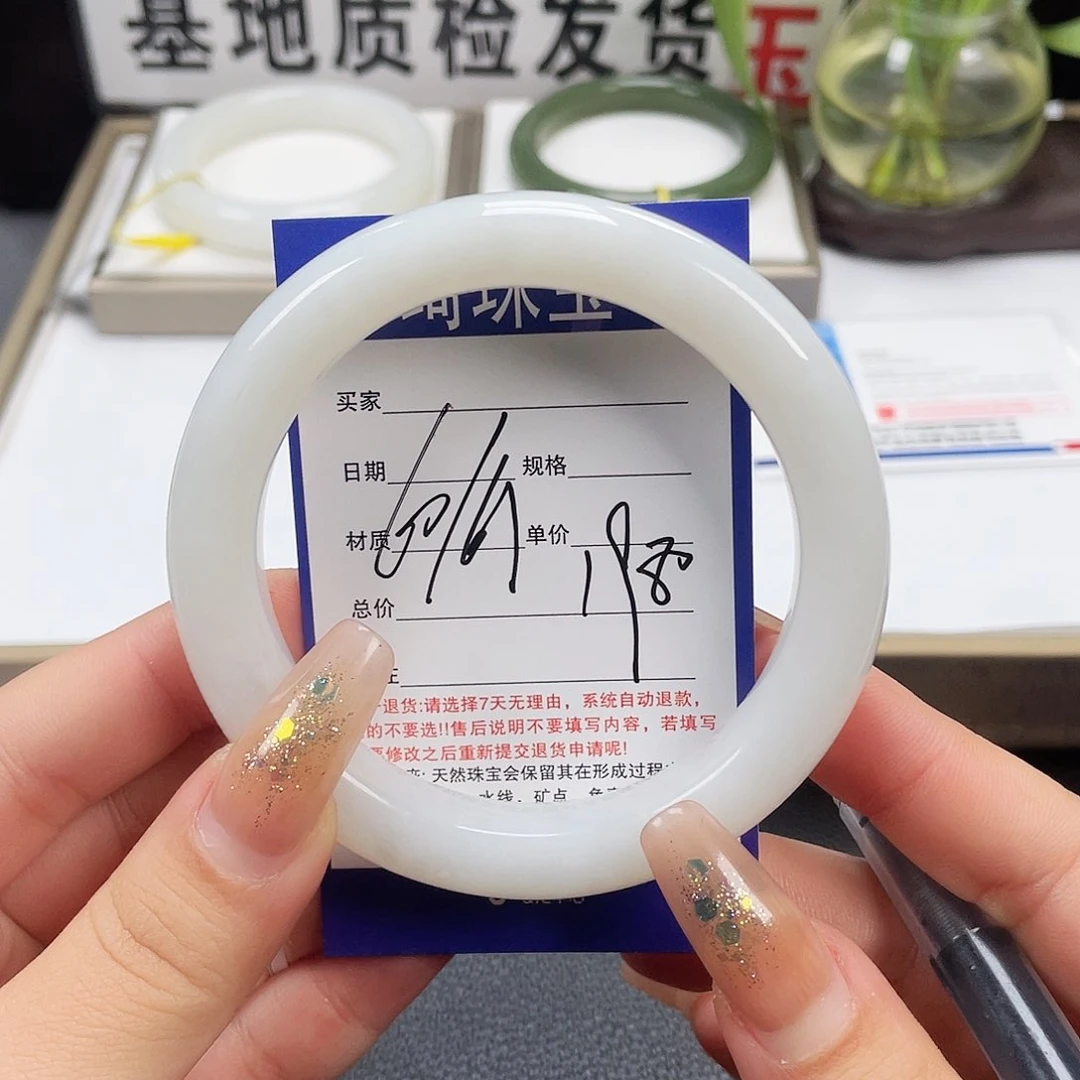 基地质检发货
玉
琦珠宝
买家
日期 规格
材质 单价
198
总价
退货:请选择7天无理由，系统自动退款，
的不要选!!售后说明不要填写内容，若填写
修改之后重新提交退货申请呢!
天然珠宝会保留其在形成过程
水线，矿点